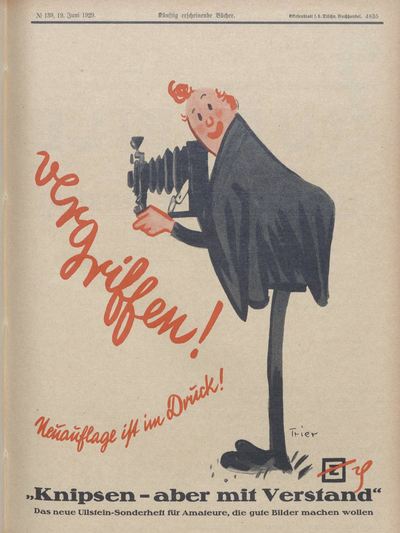 № 139, 19. Juni 1929.
Künftig erscheinende Bücher.
Börsenblatt f. d. Dtschn. Buchhandel. 4835
vergriffen!
Neuauflage ist im Druck!
Trier
„Knipsen – aber mit Verstand“
Das neue Ullstein-Sonderheft für Amateure, die gute Bilder machen wollen